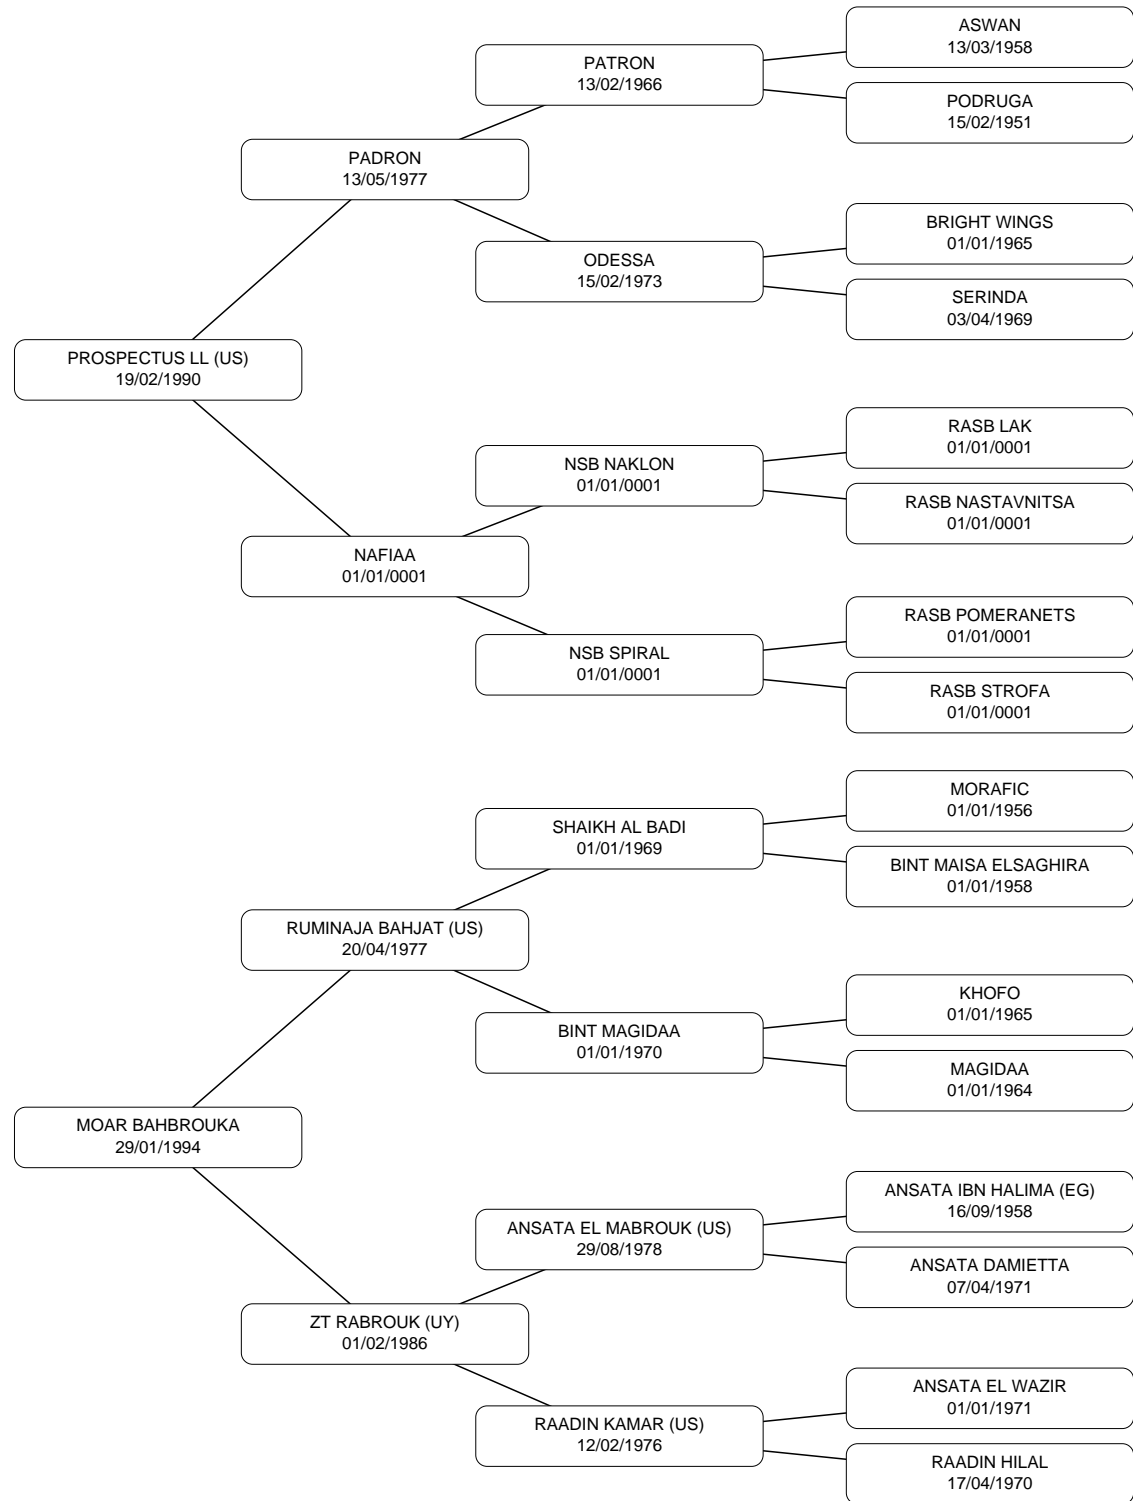 ASWAN
13/03/1958
PATRON
13/02/1966
PODRUGA
15/02/1951
PADRON
13/05/1977
BRIGHT WINGS
01/01/1965
ODESSA
15/02/1973
SERINDA
03/04/1969
PROSPECTUS LL (US)
19/02/1990
RASB LAK
01/01/0001
NSB NAKLON
01/01/0001
RASB NASTAVNITSA
01/01/0001
NAFIAA
01/01/0001
RASB POMERANETS
01/01/0001
NSB SPIRAL
01/01/0001
RASB STROFA
01/01/0001
MORAFIC
01/01/1956
SHAIKH AL BADI
01/01/1969
BINT MAISA ELSAGHIRA
01/01/1958
RUMINAJA BAHJAT (US)
20/04/1977
KHOFO
01/01/1965
BINT MAGIDAA
01/01/1970
MAGIDAA
01/01/1964
MOAR BAHBROUKA
29/01/1994
ANSATA IBN HALIMA (EG)
16/09/1958
ANSATA EL MABROUK (US)
29/08/1978
ANSATA DAMIETTA
07/04/1971
ZT RABROUK (UY)
01/02/1986
ANSATA EL WAZIR
01/01/1971
RAADIN KAMAR (US)
12/02/1976
RAADIN HILAL
17/04/1970